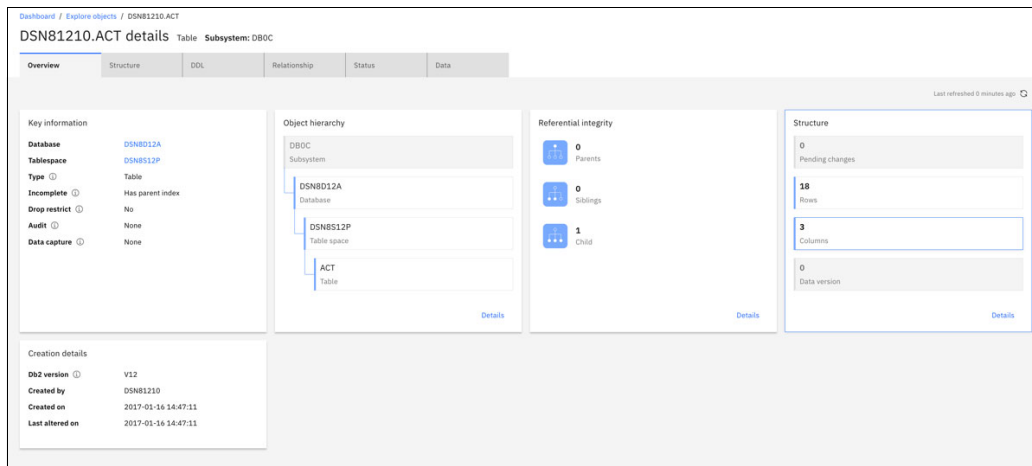 Dashboard / Explore objects / DSN81210.ACT
DSN81210.ACT details Table Subsystem: DB0C
Overview Structure DDL Relationship Status Data
Last refreshed 0 minutes ago
Key information
Database DSN8D12A
Tablespace DSN8S12P
Type Table
Incomplete Has parent index
Drop restrict No
Audit None
Data capture None
Object hierarchy
DB0C
Subsystem
DSN8D12A
Database
DSN8S12P
Table space
ACT
Table
Details
Referential integrity
0
Parents
0
Siblings
1
Child
Details
Structure
0
Pending changes
18
Rows
3
Columns
0
Data version
Details
Creation details
Db2 version V12
Created by DSN81210
Created on 2017-01-16 14:47:11
Last altered on 2017-01-16 14:47:11